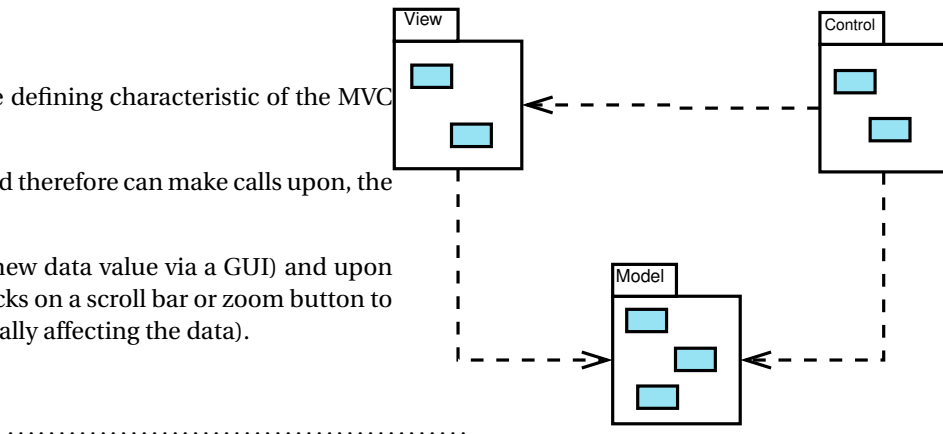 View
Control
e defining characteristic of the MVC
d therefore can make calls upon, the
new data value via a GUI) and upon
cks on a scroll bar or zoom button to
ally affecting the data).
Model
..............................................